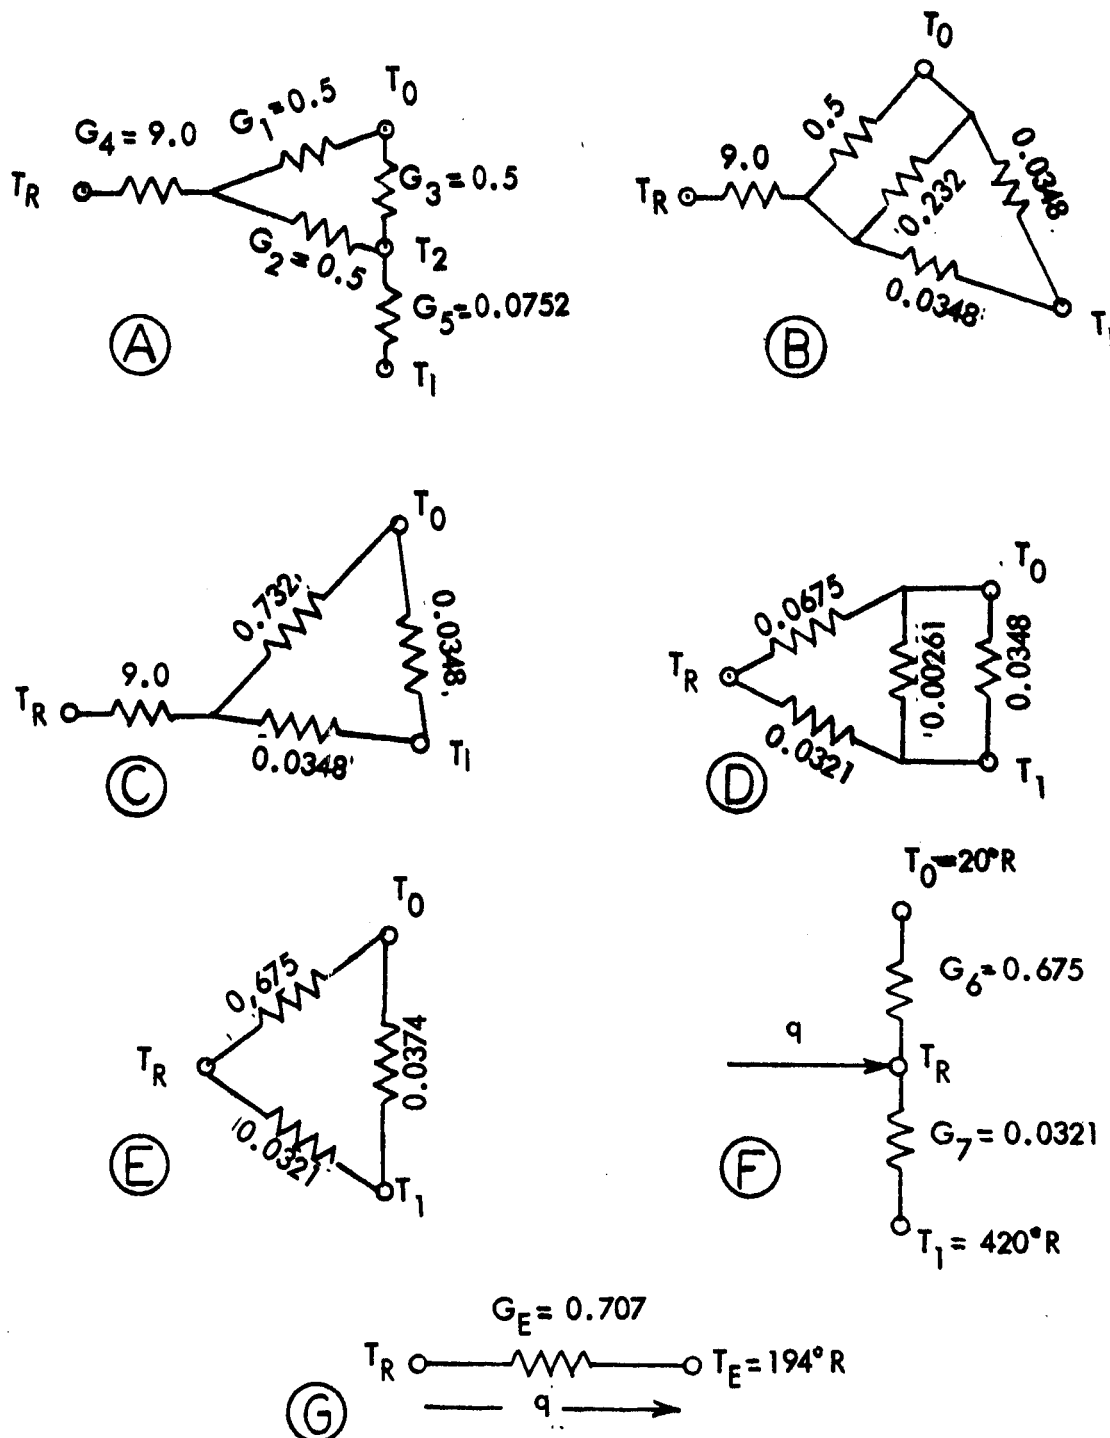 T0
G4 = 9.0
G1 = 0.5
TR
G3 = 0.5
G2 = 0.5
T2
G5 = 0.0752
T1
A
T0
0.5
0.0348
9.0
TR
0.232
0.0348
T1
B
T0
0.732
0.0348
9.0
TR
0.0348
T1
C
T0
0.0675
0.00261
0.0348
TR
0.0321
T1
D
T0
0.675
0.0374
TR
0.0321
T1
E
T0 = 20°R
G6 = 0.675
q
TR
G7 = 0.0321
T1 = 420°R
F
GE = 0.707
TR
TE = 194°R
q
G